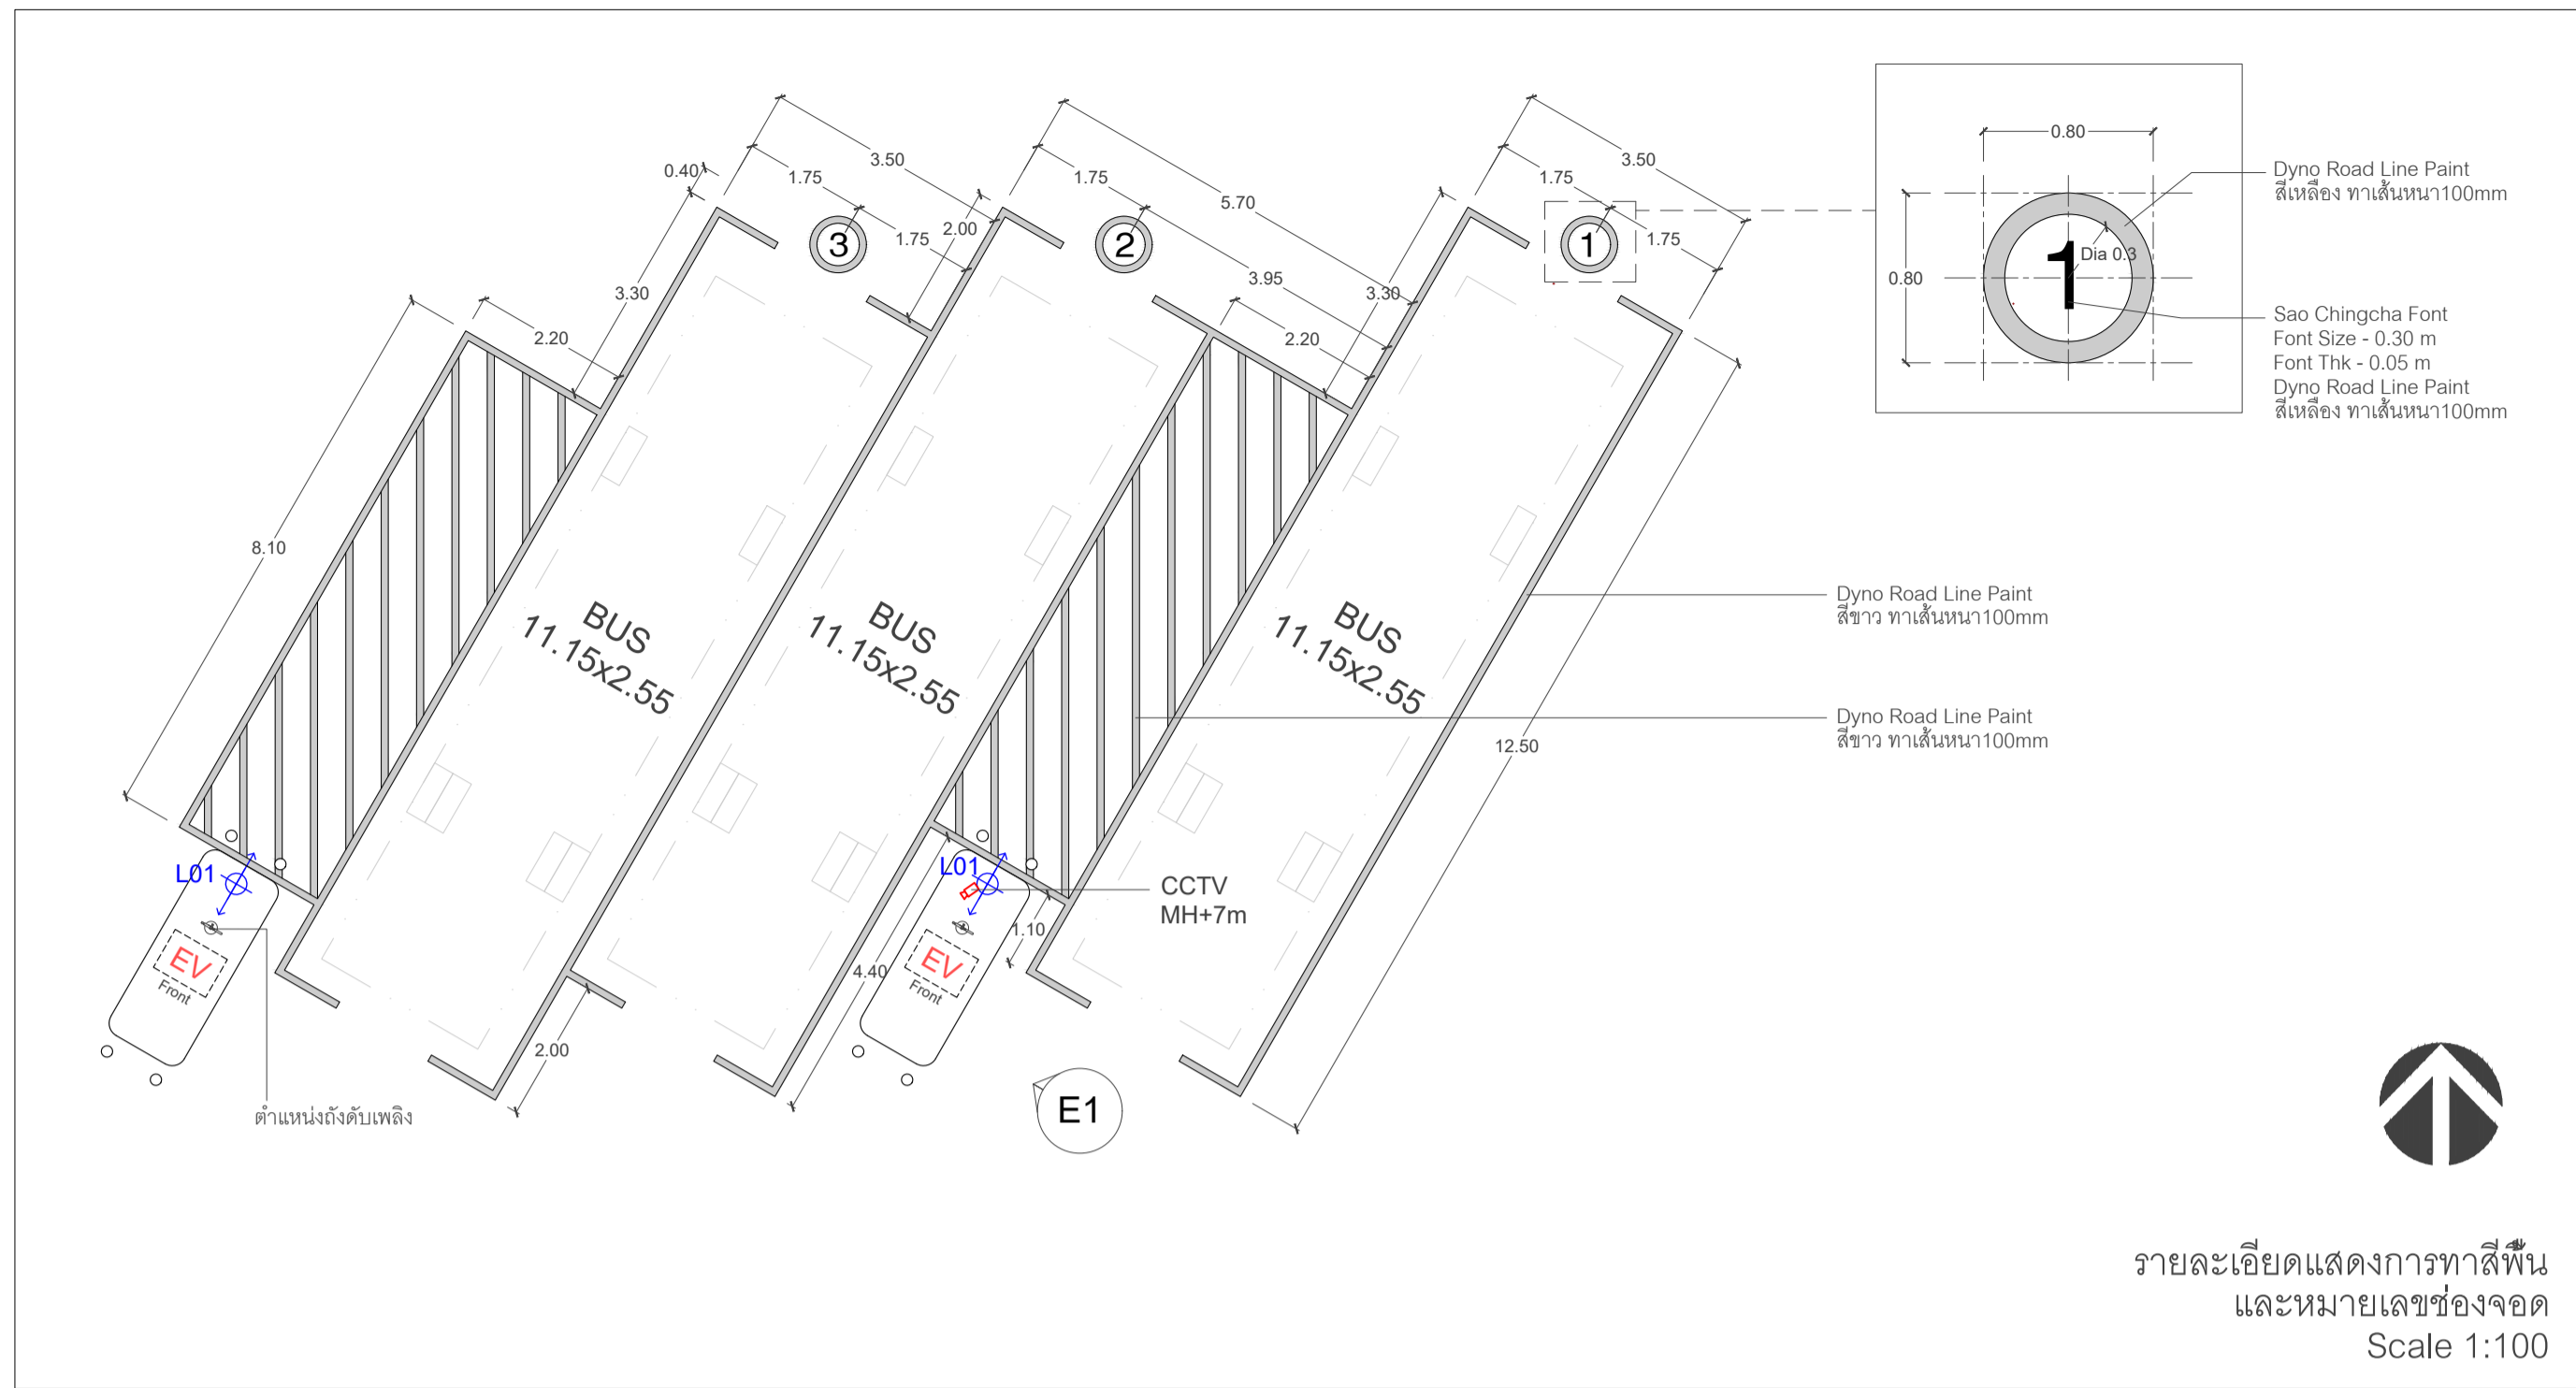 3.50
1.75
1.75
0.40
3.30
2.20
8.10
3
2.00
5.70
1.75
3.95
3.30
2.20
2
3.50
1.75
1.75
1
0.80
0.80
1
Dia 0.3
Dyno Road Line Paint
สีเหลือง ทาเส้นหนา100mm
Sao Chingcha Font
Font Size - 0.30 m
Font Thk - 0.05 m
Dyno Road Line Paint
สีเหลือง ทาเส้นหนา100mm
BUS
11.15x2.55
BUS
11.15x2.55
BUS
11.15x2.55
Dyno Road Line Paint
สีขาว ทาเส้นหนา100mm
Dyno Road Line Paint
สีขาว ทาเส้นหนา100mm
12.50
L01
EV
Front
L01
EV
Front
CCTV
MH+7m
1.10
4.40
2.00
ตำแหน่งถังดับเพลิง
E1
รายละเอียดแสดงการทาสีพื้น
และหมายเลขช่องจอด
Scale 1:100